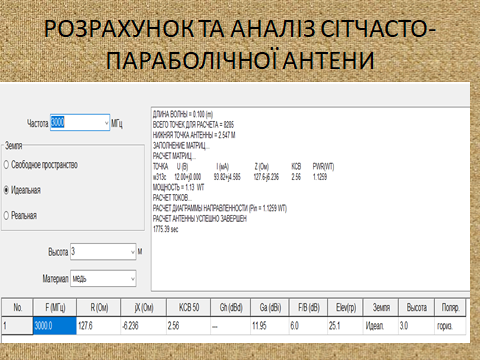 РОЗРАХУНОК ТА АНАЛІЗ СІТЧАСТО-
ПАРАБОЛІЧНОЇ АНТЕНИ
Частота 3000 МГц
Земля
Свободное пространство
Идеальная
Реальная
Высота 3 м
Материал медь
ДЛИНА ВОЛНЫ = 0.100 (m)
ВСЕГО ТОЧЕК ДЛЯ РАСЧЕТА = 8285
НИЖНЯЯ ТОЧКА АНТЕННЫ = 2.547 М
ЗАПОЛНЕНИЕ МАТРИЦ...
РАСЧЕТ МАТРИЦ...
ТОЧКА U (В) I (мА) Z (Ом) КСВ PWR(WT)
w313c 12.00+j0.000 93.82+j4.585 127.6-j6.236 2.56 1.1259
МОЩНОСТЬ = 1.13 WT
РАСЧЕТ ТОКОВ...
РАСЧЕТ ДИАГРАММЫ НАПРАВЛЕННОСТИ (Pin = 1.1259 WT)
РАСЧЕТ АНТЕННЫ УСПЕШНО ЗАВЕРШЕН
1775.39 sec
No. F (МГц) R (Ом) jX (Ом) КСВ 50 Gh (dBd) Ga (dBi) F/B (dB) Elev(гр) Земля Высота Поляр.
1 3000.0 127.6 -6.236 2.56 --- 11.95 6.0 25.1 Идеал. 3.0 гориз.